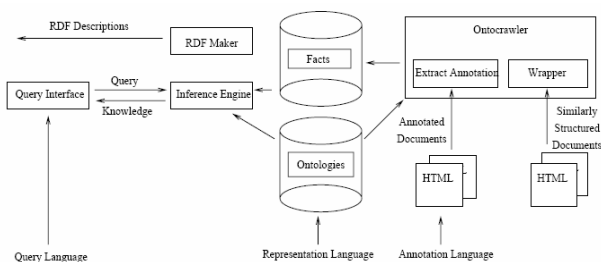 RDF Descriptions
RDF Maker
Ontocrawler
Facts
Extract Annotation
Wrapper
Query
Query Interface
Inference Engine
Knowledge
Annotated
Documents
Similarly
Structured
Documents
Ontologies
HTML
HTML
Query Language
Representation Language
Annotation Language